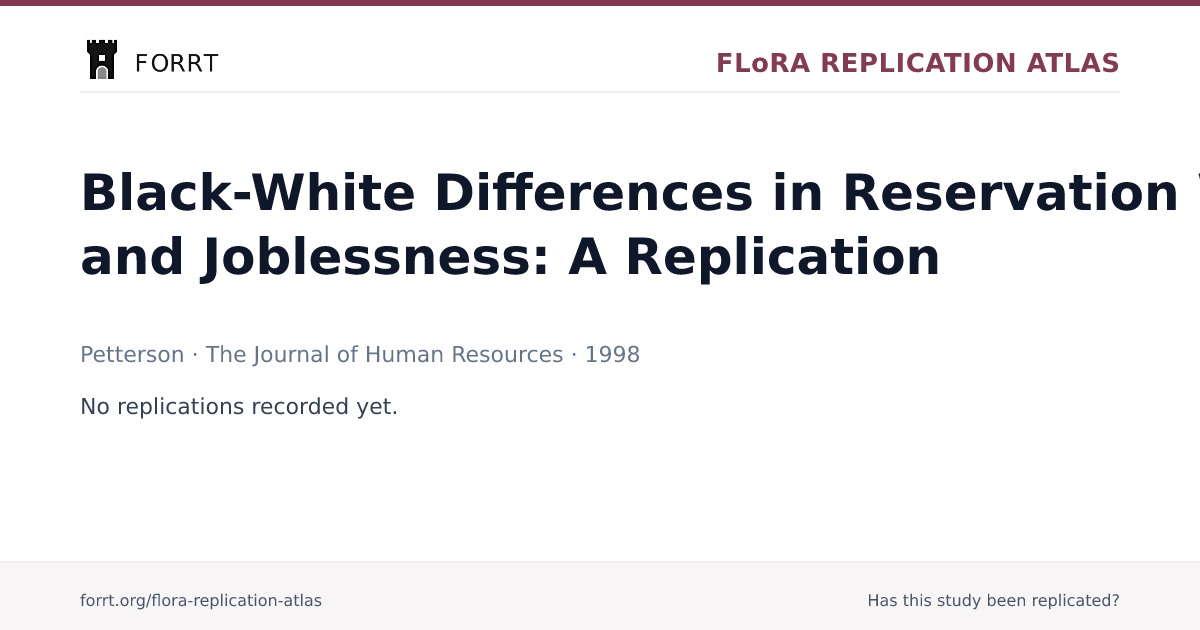 FORRT
FLoRA REPLICATION ATLAS
Black-White Differences in Reservation
and Joblessness: A Replication
Petterson · The Journal of Human Resources · 1998
No replications recorded yet.
forrt.org/flora-replication-atlas
Has this study been replicated?